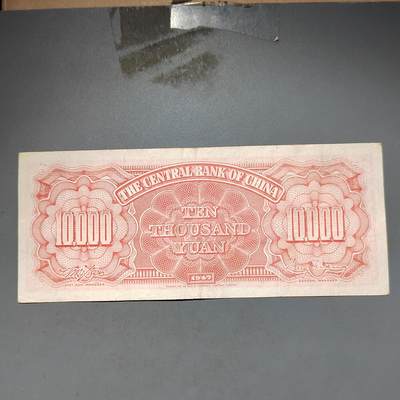 THE CENTRAL BANK OF CHINA
10,000
TEN
THOUSAND
YUAN
10,000
1947